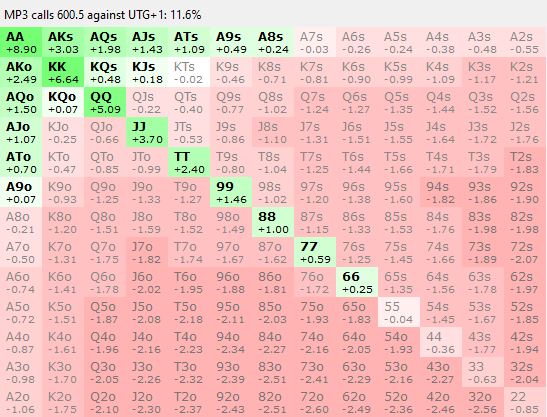 MP3 calls 600.5 against UTG+1: 11.6%
AA AKs AQs AJs ATs A9s A8s A7s A6s A5s A4s A3s A2s
+8.90 +3.03 +1.98 +1.43 +1.09 +0.49 +0.24 -0.03 -0.26 -0.24 -0.38 -0.48 -0.55
AKo KK KQs KJs KTs K9s K8s K7s K6s K5s K4s K3s K2s
+2.49 +6.64 +0.48 +0.18 -0.02 -0.46 -0.71 -0.81 -0.90 -0.99 -1.09 -1.17 -1.21
AQo KQo QQ QJs QTs Q9s Q8s Q7s Q6s Q5s Q4s Q3s Q2s
+1.50 +0.07 +5.09 -0.22 -0.40 -0.77 -1.02 -1.24 -1.27 -1.35 -1.44 -1.52 -1.56
AJo KJo QJo JJ JTs J9s J8s J7s J6s J5s J4s J3s J2s
+1.07 -0.25 -0.66 +3.70 -0.53 -0.86 -1.10 -1.31 -1.51 -1.55 -1.64 -1.72 -1.76
ATo KTo QTo JTo TT T9s T8s T7s T6s T5s T4s T3s T2s
+0.70 -0.47 -0.85 -0.99 +2.40 -0.80 -1.04 -1.25 -1.44 -1.66 -1.71 -1.79 -1.83
A9o K9o Q9o J9o T9o 99 98s 97s 96s 95s 94s 93s 92s
+0.07 -0.93 -1.25 -1.33 -1.27 +1.46 -1.02 -1.20 -1.38 -1.60 -1.82 -1.86 -1.90
A8o K8o Q8o J8o T8o 98o 88 87s 86s 85s 84s 83s 82s
-0.21 -1.20 -1.51 -1.59 -1.52 -1.49 +1.00 -1.15 -1.33 -1.53 -1.76 -1.98 -1.98
A7o K7o Q7o J7o T7o 97o 87o 77 76s 75s 74s 73s 72s
-0.50 -1.31 -1.75 -1.82 -1.74 -1.67 -1.62 +0.59 -1.25 -1.45 -1.66 -1.89 -2.07
A6o K6o Q6o J6o T6o 96o 86o 76o 66 65s 64s 63s 62s
-0.74 -1.41 -1.78 -2.02 -1.95 -1.88 -1.81 -1.72 +0.25 -1.35 -1.56 -1.78 -1.97
A5o K5o Q5o J5o T5o 95o 85o 75o 65o 55 54s 53s 52s
-0.72 -1.51 -1.87 -2.08 -2.18 -2.11 -2.03 -1.93 -1.83 -0.04 -1.45 -1.67 -1.85
A4o K4o Q4o J4o T4o 94o 84o 74o 64o 54o 44 43s 42s
-0.87 -1.61 -1.96 -2.16 -2.23 -2.34 -2.27 -2.16 -2.05 -1.93 -0.36 -1.77 -1.94
A3o K3o Q3o J3o T3o 93o 83o 73o 63o 53o 43o 33 32s
-0.98 -1.70 -2.05 -2.26 -2.32 -2.39 -2.51 -2.41 -2.29 -2.16 -2.27 -0.63 -2.04
A2o K2o Q2o J2o T2o 92o 82o 72o 62o 52o 42o 32o 22
-1.06 -1.75 -2.10 -2.30 -2.37 -2.43 -2.51 -2.60 -2.49 -2.36 -2.46 -2.56 -0.85